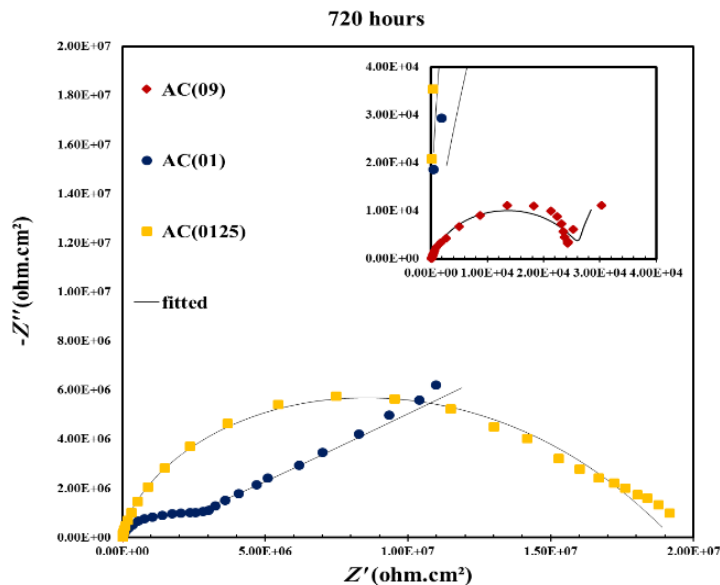 720 hours
2.00E+07
1.80E+07
1.60E+07
1.40E+07
1.20E+07
1.00E+07
8.00E+06
6.00E+06
4.00E+06
2.00E+06
0.00E+00
-Z''(ohm.cm²)
AC(09)
AC(01)
AC(0125)
fitted
4.00E+04
3.00E+04
2.00E+04
1.00E+04
0.00E+00
0.00E+00 1.00E+04 2.00E+04 3.00E+04 4.00E+04
0.00E+00 5.00E+06 1.00E+07 1.50E+07 2.00E+07
Z'(ohm.cm²)